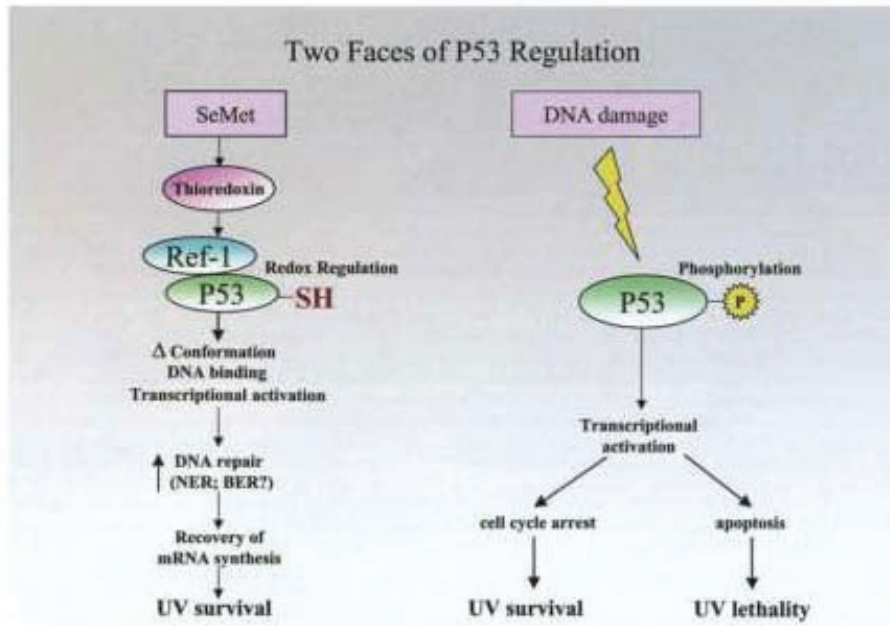 Two Faces of P53 Regulation
SeMet
Thioredoxin
Ref-1
Redox Regulation
P53
SH
Δ Conformation
DNA binding
Transcriptional activation
DNA repair
(NER; BER?)
Recovery of
mRNA synthesis
UV survival
DNA damage
Phosphorylation
P53
P
Transcriptional
activation
cell cycle arrest
apoptosis
UV survival
UV lethality